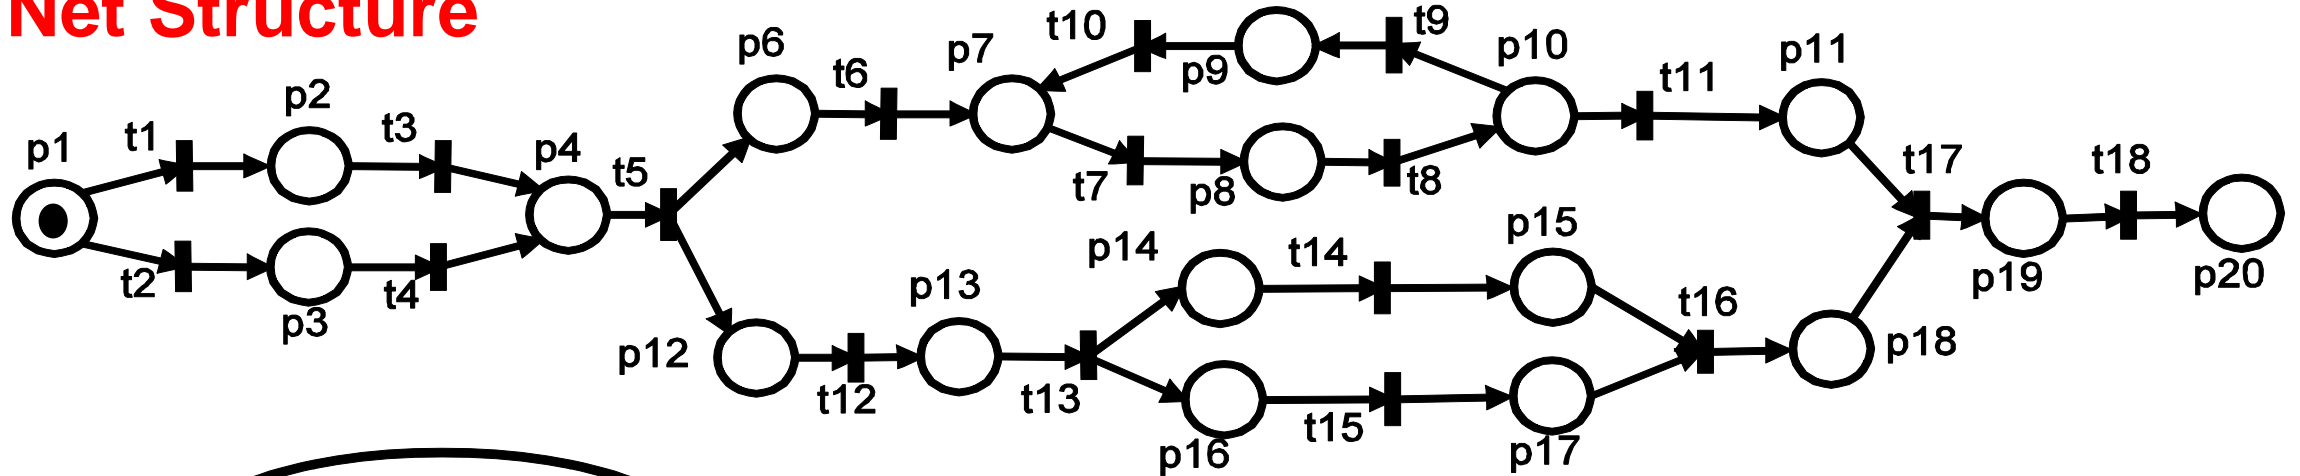 Net Structure
p1
t1
t2
p2
p3
t3
t4
p4
t5
p6
t6
p7
t10
p9
t9
t7
p8
t8
p10
t11
p11
p12
t12
p13
t13
p14
t14
p15
p16
t15
p17
t16
p18
t17
p19
t18
p20